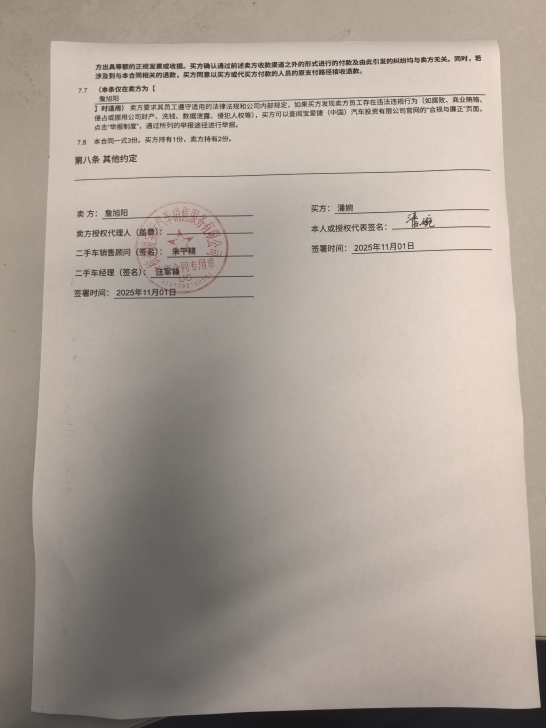 方出具等额的正规发票或收据。买方确认通过前述卖方收款渠道之外的形式进行的付款及由此引发的纠纷均与卖方无关。同时，若
涉及到与本合同相关的退款，买方同意以买方或代买方付款的人员的原支付路径接收退款。
7.7 （本条仅在卖方为【
詹旭阳
】时适用） 卖方要求其员工遵守适用的法律法规和公司内部规定，如果买方发现卖方员工存在违法违规行为（如腐败、商业贿赂、
侵占或挪用公司财产、洗钱、数据泄露、侵犯人权等），买方可以查阅宝爱捷（中国）汽车投资有限公司官网的“合规与廉正”页面，
点击“举报制度”，通过所列的举报途径进行举报。
7.8 本合同一式3份，买方持有1份，卖方持有2份。
第八条 其他约定
卖 方： 詹旭阳
卖方授权代理人（盖章）：
二手车销售顾问（签名）： 朱宇晴
二手车经理（签名）： 汪军锋
签署时间： 2025年11月01日
买方： 潘婉
本人或授权代表签名： 潘婉
签署时间： 2025年11月01日
合同专用章